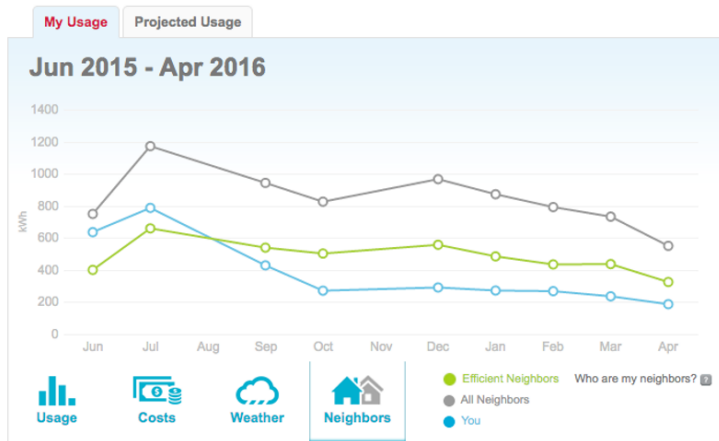 My Usage
Projected Usage
Jun 2015 - Apr 2016
1400
1200
1000
800
600
400
200
0
kWh
Jun Jul Aug Sep Oct Nov Dec Jan Feb Mar Apr
Usage
Costs
Weather
Neighbors
Efficient Neighbors
Who are my neighbors? ?
All Neighbors
You